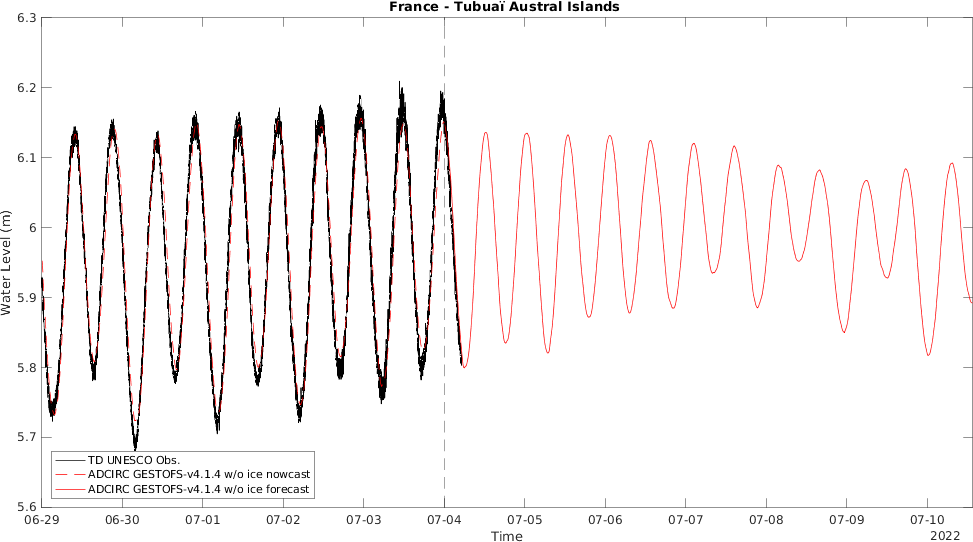 France - Tubuaï Austral Islands
6.3
6.2
6.1
6
5.9
5.8
5.7
5.6
Water Level (m)
TD UNESCO Obs.
ADCIRC GESTOFS-v4.1.4 w/o ice nowcast
ADCIRC GESTOFS-v4.1.4 w/o ice forecast
06-29 06-30 07-01 07-02 07-03 07-04 07-05 07-06 07-07 07-08 07-09 07-10
Time
2022